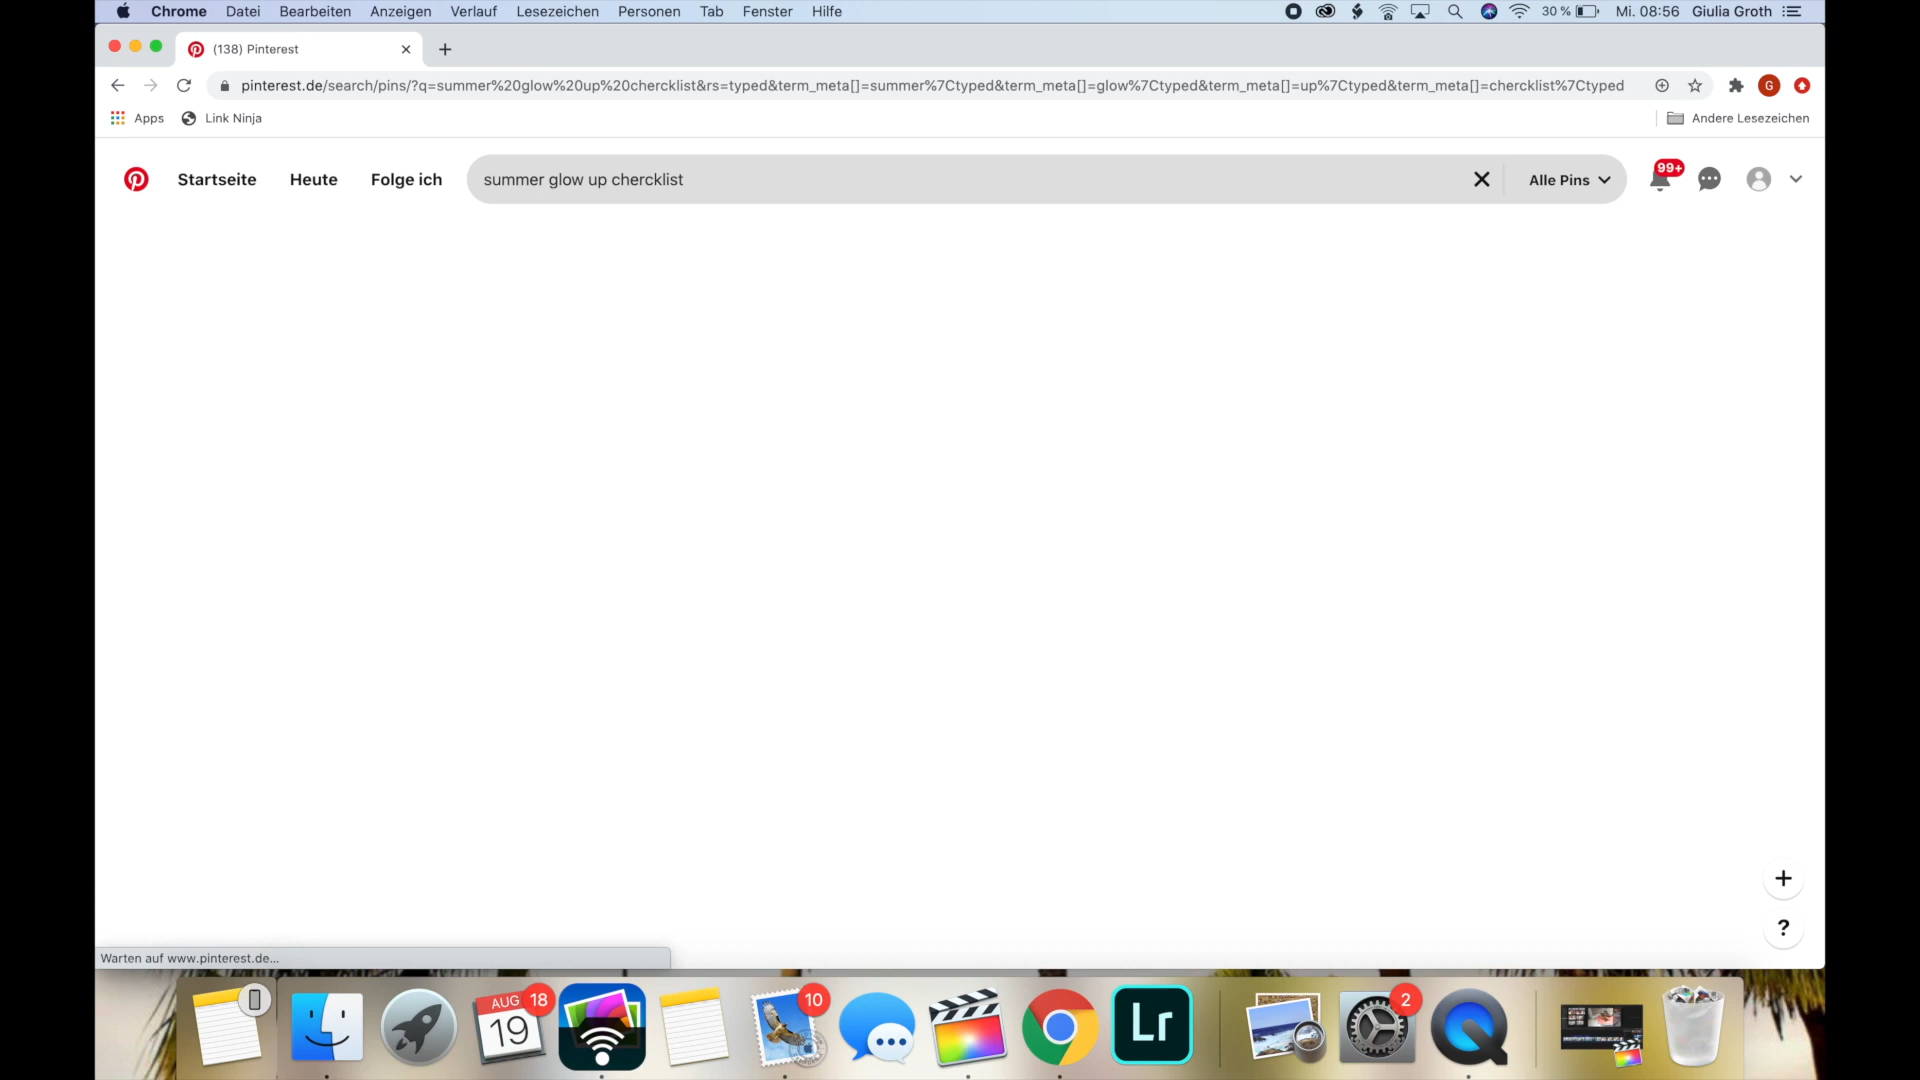 Chrome Datei Bearbeiten Anzeigen Verlauf Lesezeichen Personen Tab Fenster Hilfe 30 % Mi. 08:56 Giulia Groth
(138) Pinterest
pinterest.de/search/pins/?q=summer%20glow%20up%20chercklist&rs=typed&term_meta[]=summer%7Ctyped&term_meta[]=glow%7Ctyped&term_meta[]=up%7Ctyped&term_meta[]=chercklist%7Ctyped G
Apps Link Ninja Andere Lesezeichen
Startseite Heute Folge ich summer glow up chercklist Alle Pins 99+
+
?
Warten auf www.pinterest.de...
AUG 18 10 2
19 Lr